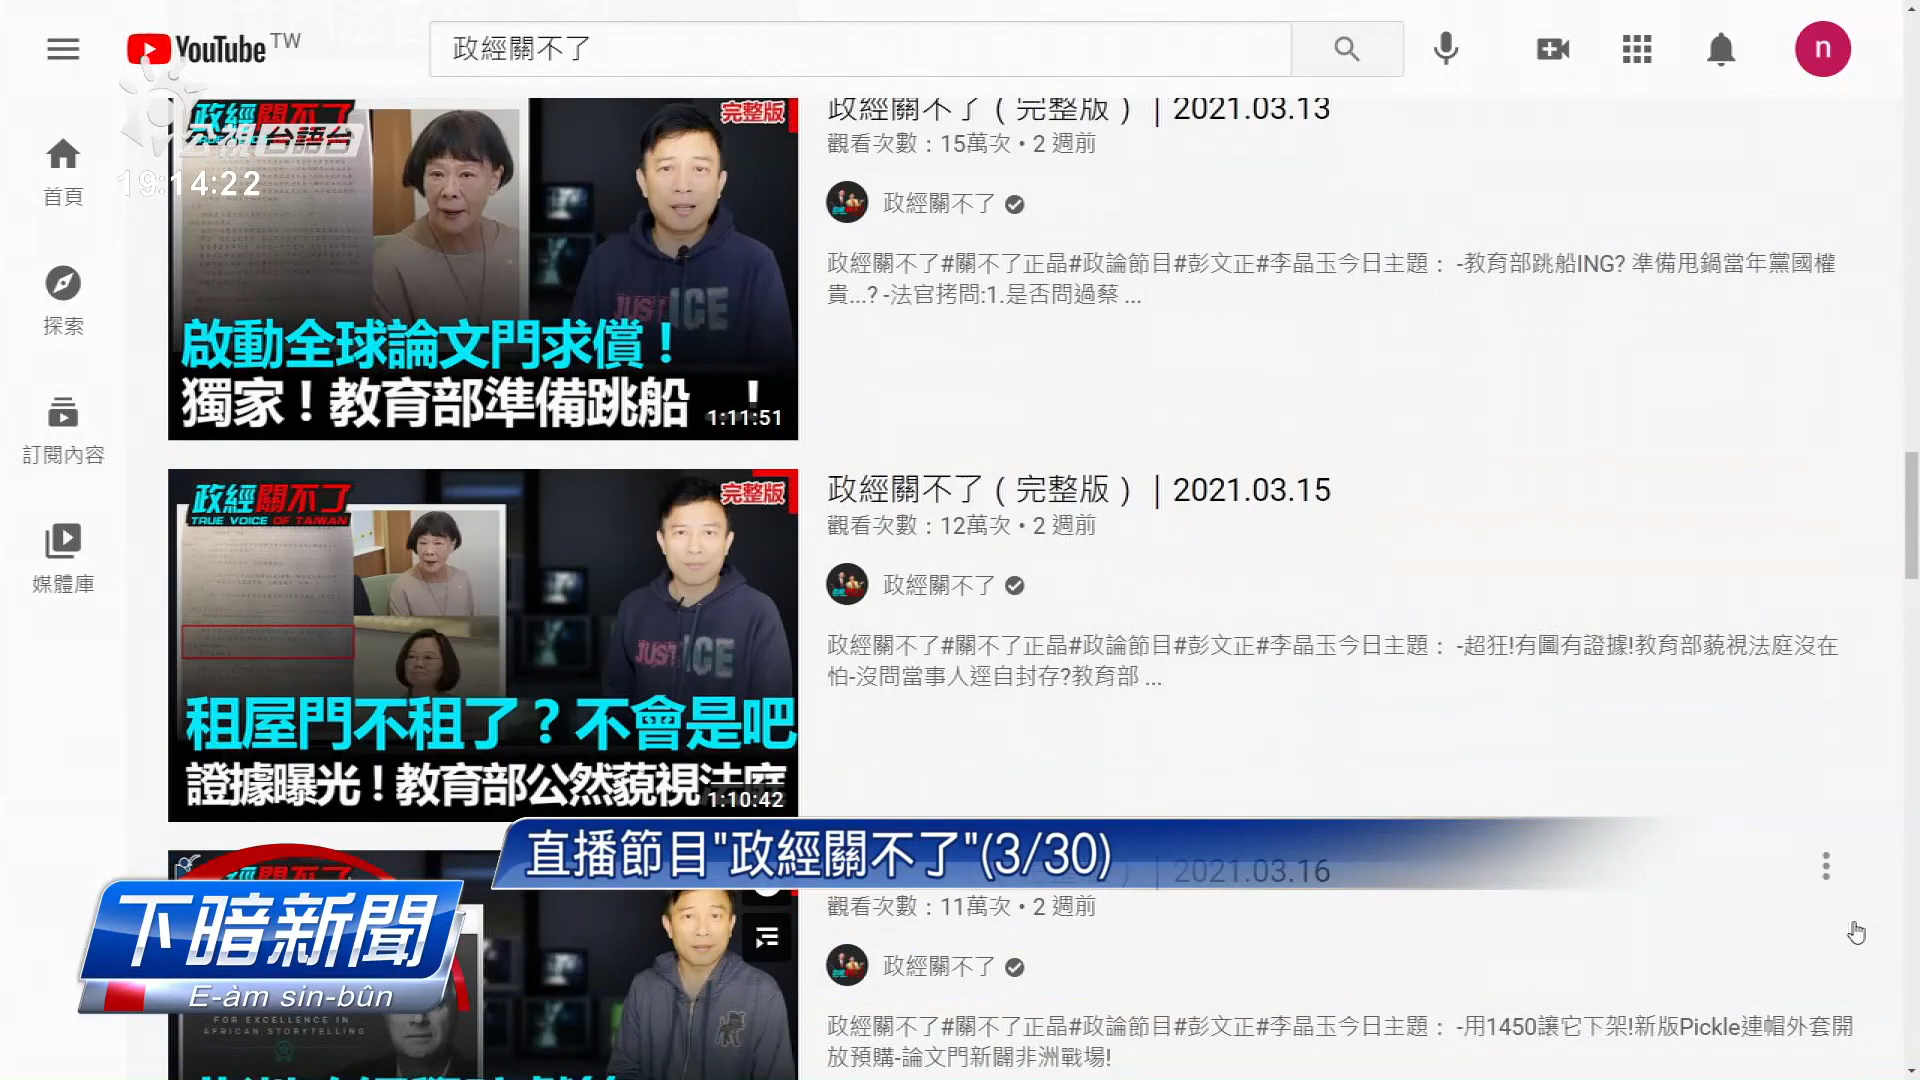 YouTube TW
政經關不了
n
首頁
探索
訂閱內容
媒體庫
公視台語台
19:14:22
政經關不了
完整版
JUSTICE
啟動全球論文門求償!
獨家!教育部準備跳船 !
1:11:51
政經關不了(完整版)|2021.03.13
觀看次數:15萬次•2 週前
政經關不了
政經關不了#關不了正晶#政論節目#彭文正#李晶玉今日主題: -教育部跳船ING? 準備甩鍋當年黨國權
貴...? -法官拷問:1.是否問過蔡 ...
政經關不了
TRUE VOICE OF TAIWAN
完整版
JUSTICE
租屋門不租了?不會是吧
證據曝光!教育部公然藐視法庭
1:10:42
政經關不了(完整版)|2021.03.15
觀看次數:12萬次•2 週前
政經關不了
政經關不了#關不了正晶#政論節目#彭文正#李晶玉今日主題: -超狂!有圖有證據!教育部藐視法庭沒在
怕-沒問當事人逕自封存?教育部 ...
直播節目"政經關不了"(3/30)
2021.03.16
觀看次數:11萬次•2 週前
政經關不了
政經關不了#關不了正晶#政論節目#彭文正#李晶玉今日主題: -用1450讓它下架!新版Pickle連帽外套開
放預購-論文門新闢非洲戰場!
下暗新聞
E-àm sin-bûn
FOR EXCELLENCE IN
AFRICAN STORYTELLING